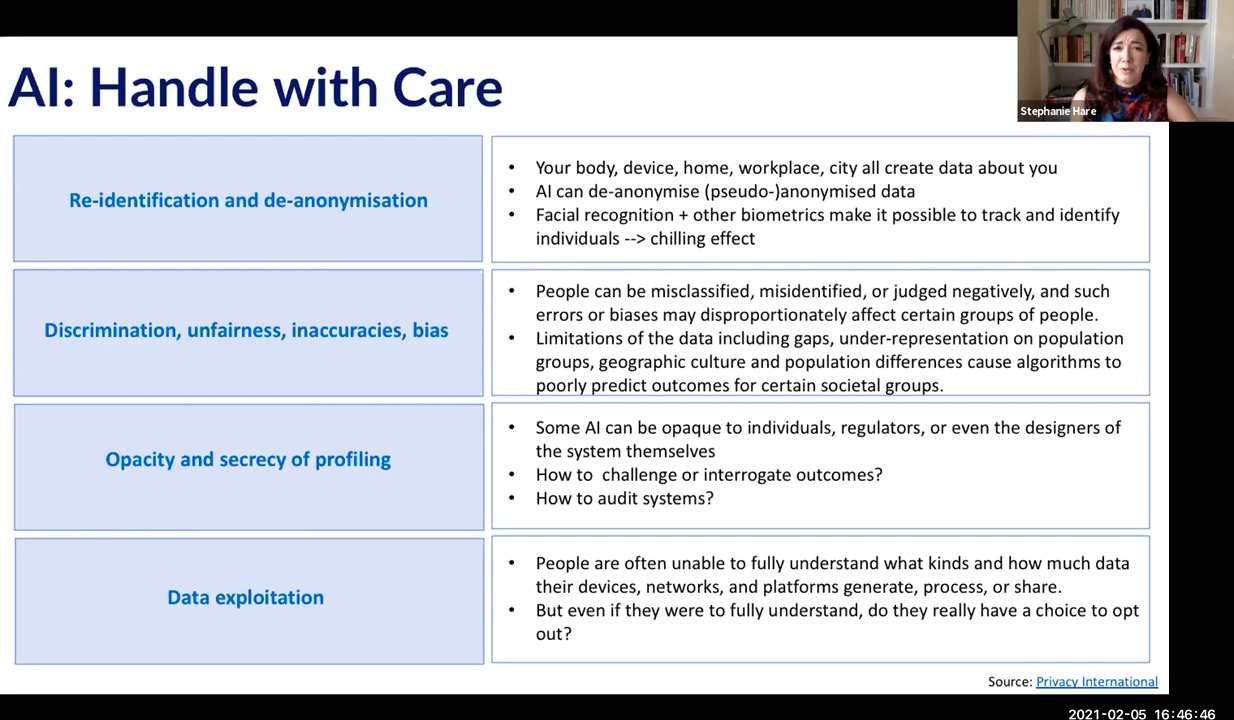 AI: Handle with Care
Stephanie Hare
Re-identification and de-anonymisation
• Your body, device, home, workplace, city all create data about you
• AI can de-anonymise (pseudo-)anonymised data
• Facial recognition + other biometrics make it possible to track and identify
individuals --> chilling effect
Discrimination, unfairness, inaccuracies, bias
• People can be misclassified, misidentified, or judged negatively, and such
errors or biases may disproportionately affect certain groups of people.
• Limitations of the data including gaps, under-representation on population
groups, geographic culture and population differences cause algorithms to
poorly predict outcomes for certain societal groups.
Opacity and secrecy of profiling
• Some AI can be opaque to individuals, regulators, or even the designers of
the system themselves
• How to  challenge or interrogate outcomes?
• How to audit systems?
Data exploitation
• People are often unable to fully understand what kinds and how much data
their devices, networks, and platforms generate, process, or share.
• But even if they were to fully understand, do they really have a choice to opt
out?
Source: Privacy International
2021-02-05 16:46:46